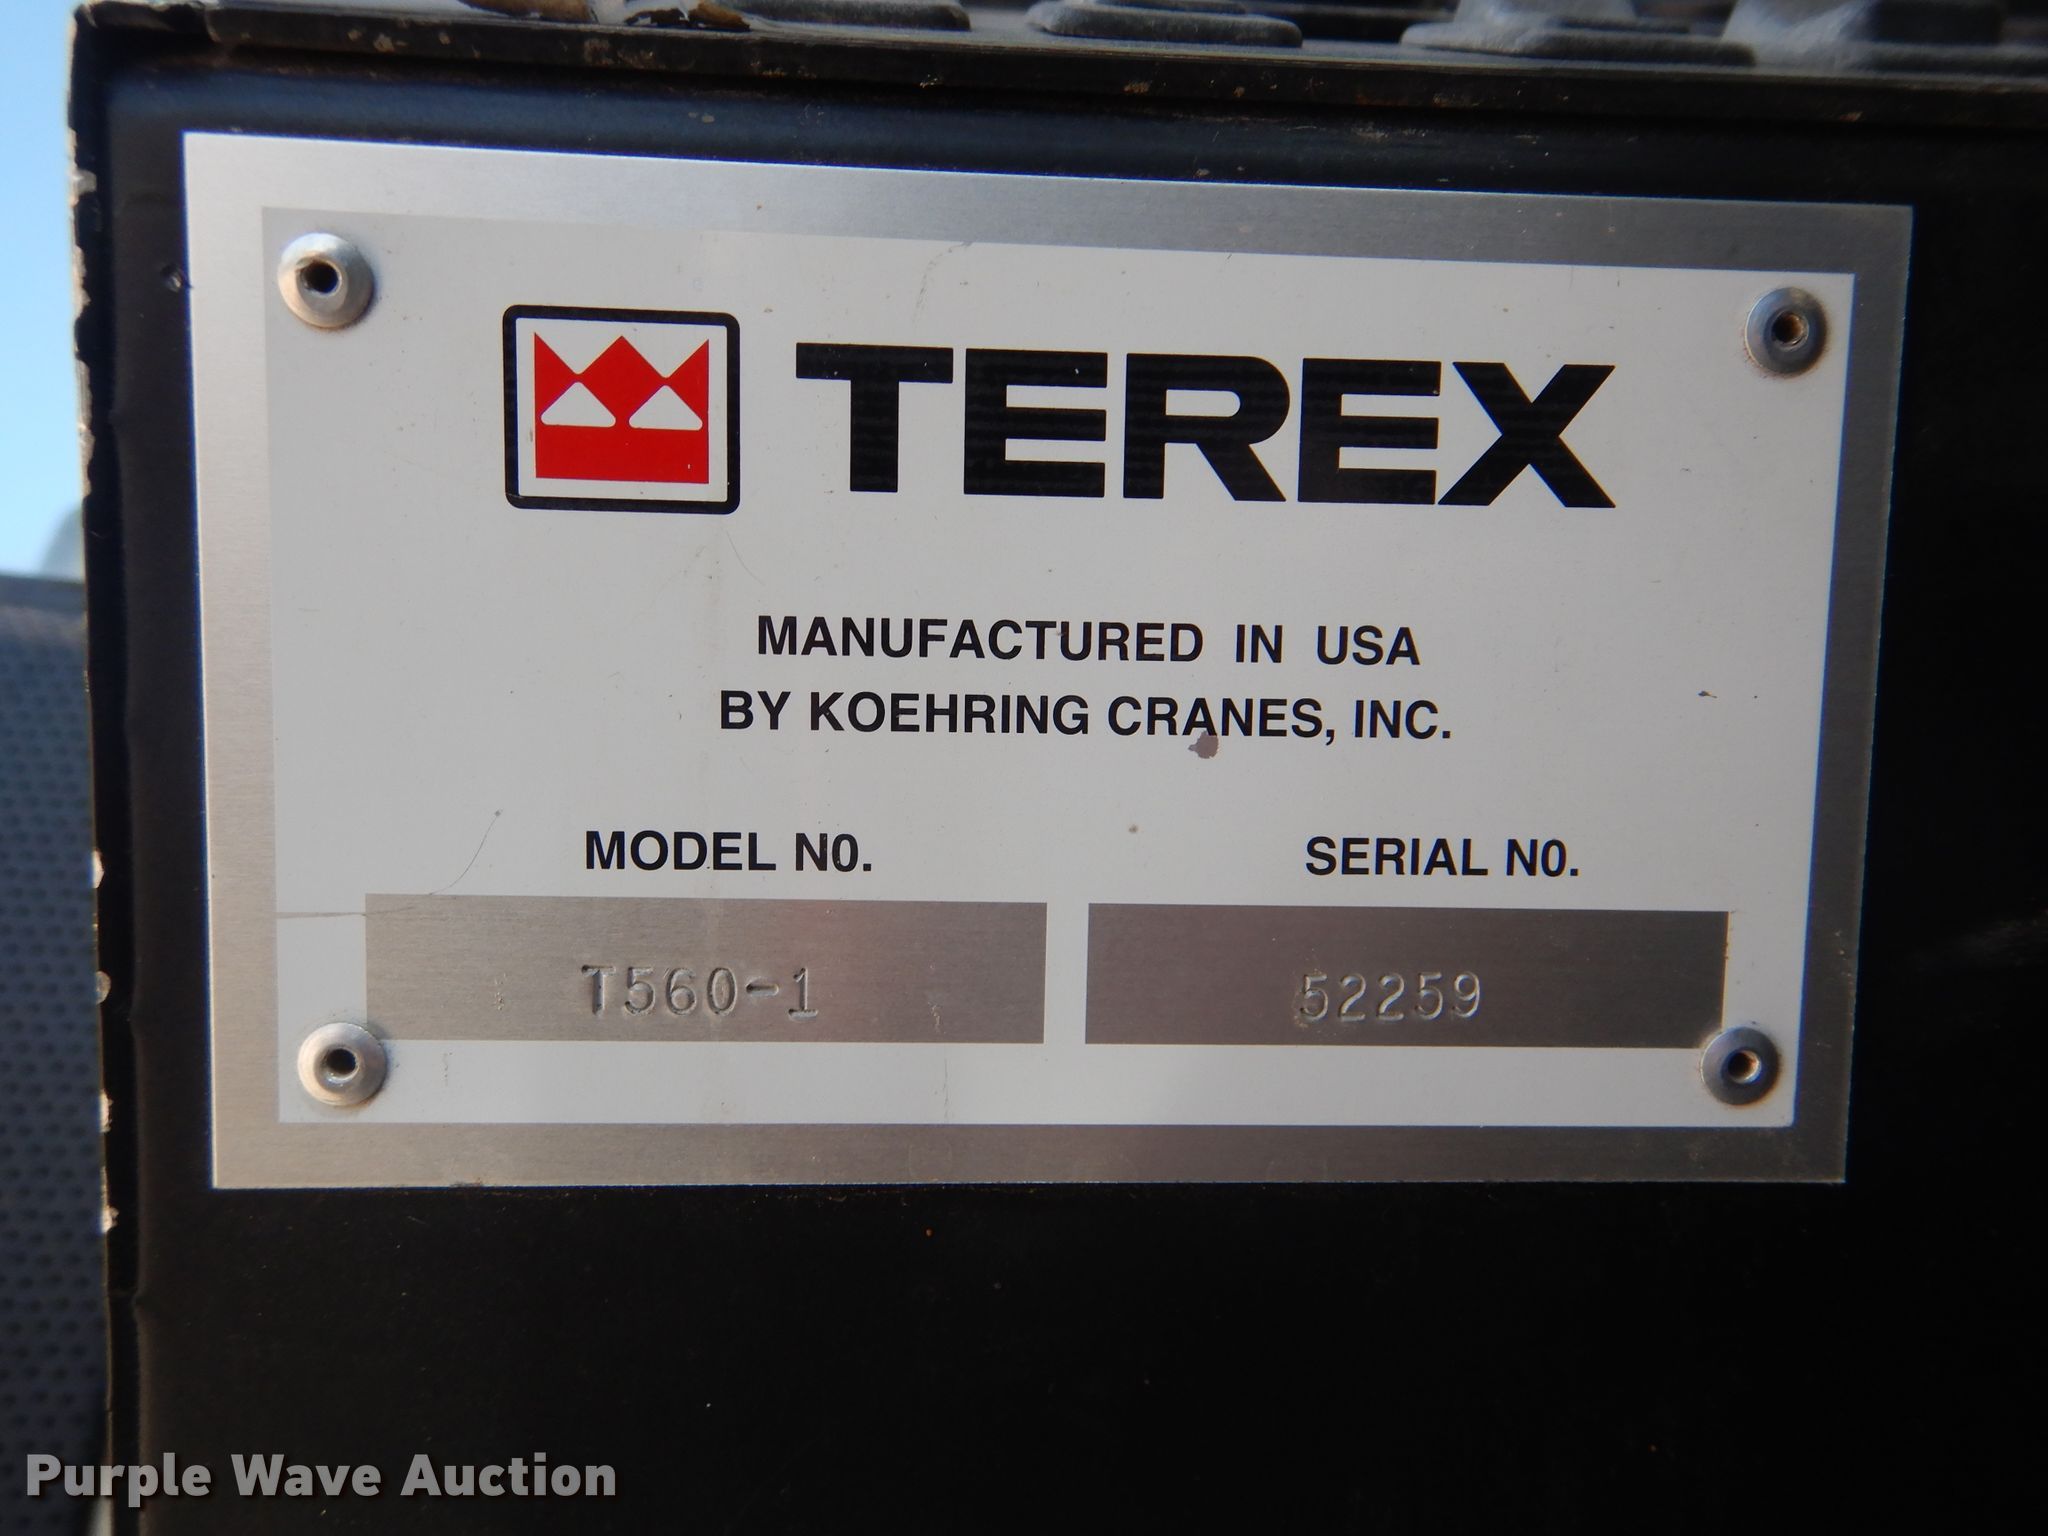 TEREX
MANUFACTURED IN USA
BY KOEHRING CRANES, INC.
MODEL N0. SERIAL N0.
T560-1 52259
Purple Wave Auction